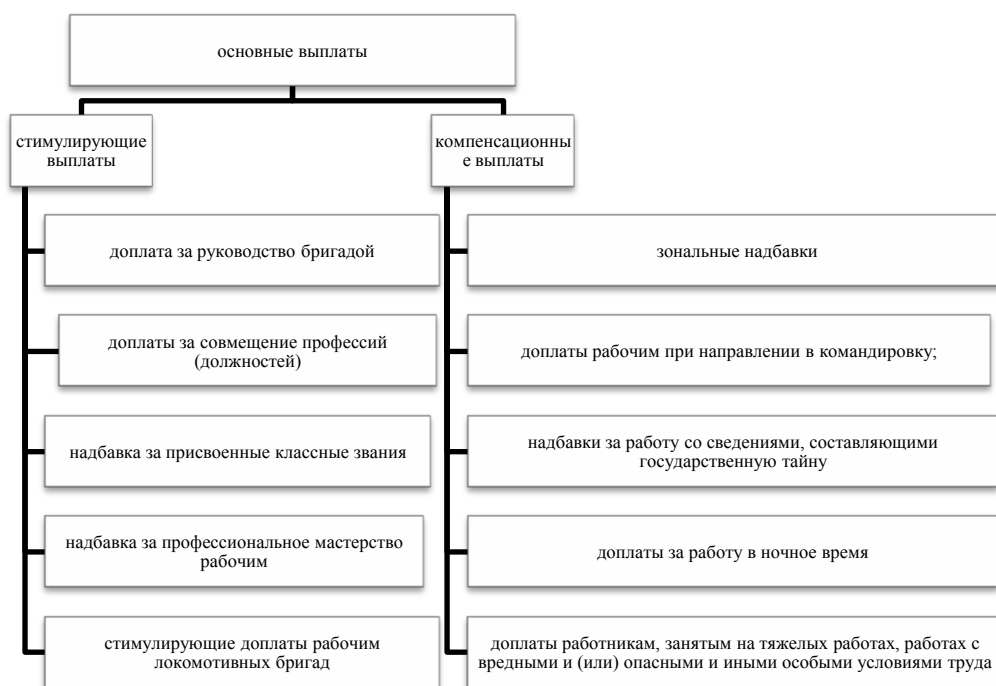 основные выплаты
стимулирующие
выплаты
доплата за руководство бригадой
доплаты за совмещение профессий
(должностей)
надбавка за присвоенные классные звания
надбавка за профессиональное мастерство
рабочим
стимулирующие доплаты рабочим
локомотивных бригад
компенсационны
е выплаты
зональные надбавки
доплаты рабочим при направлении в командировку;
надбавки за работу со сведениями, составляющими
государственную тайну
доплаты за работу в ночное время
доплаты работникам, занятым на тяжелых работах, работах с
вредными и (или) опасными и иными особыми условиями труда